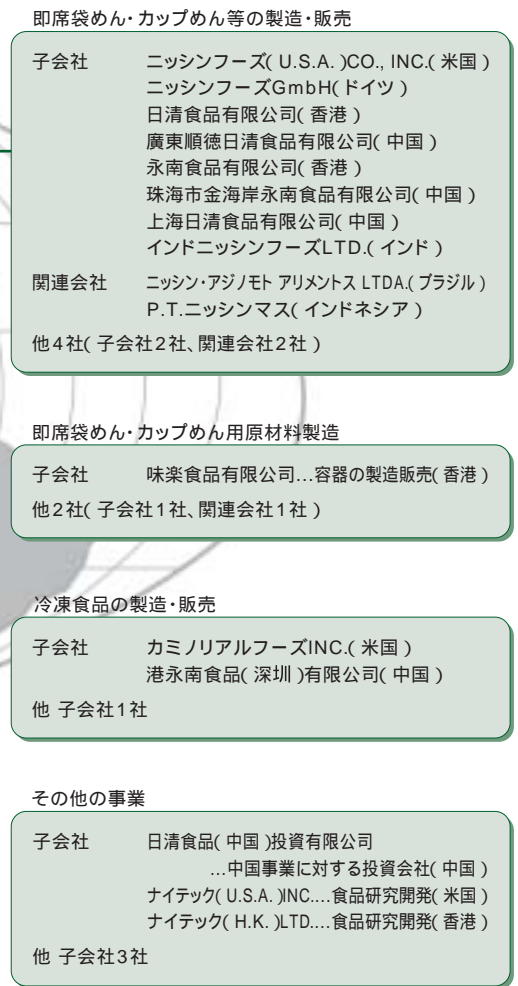 即席袋めん・カップめん等の製造・販売
子会社 ニッシンフーズ( U.S.A. )CO., INC.( 米国 )
ニッシンフーズGmbH( ドイツ )
日清食品有限公司( 香港 )
廣東順徳日清食品有限公司( 中国 )
永南食品有限公司( 香港 )
珠海市金海岸永南食品有限公司( 中国 )
上海日清食品有限公司( 中国 )
インドニッシンフーズLTD.( インド )
関連会社 ニッシン・アジノモト アリメントス LTDA.( ブラジル )
P.T.ニッシンマス( インドネシア )
他4社( 子会社2社、関連会社2社 )
即席袋めん・カップめん用原材料製造
子会社 味楽食品有限公司…容器の製造販売( 香港 )
他2社( 子会社1社、関連会社1社 )
冷凍食品の製造・販売
子会社 カミノリアルフーズINC.( 米国 )
港永南食品( 深圳 )有限公司( 中国 )
他 子会社1社
その他の事業
子会社 日清食品( 中国 )投資有限公司
…中国事業に対する投資会社( 中国 )
ナイテック( U.S.A. )INC.…食品研究開発( 米国 )
ナイテック( H.K. )LTD.…食品研究開発( 香港 )
他 子会社3社